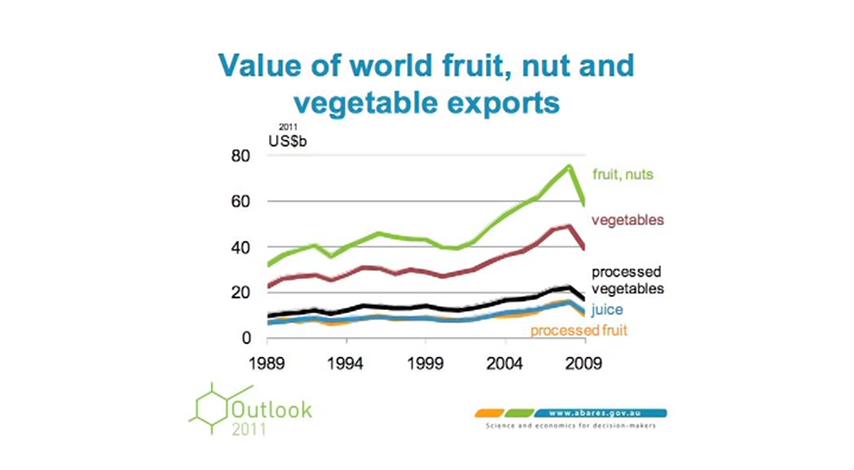 Value of world fruit, nut and
vegetable exports
2011
US$b
80
60
40
20
0
fruit, nuts
vegetables
processed
vegetables
juice
processed fruit
1989 1994 1999 2004 2009
Outlook
2011
www.abares.gov.au
Science and economics for decision-makers